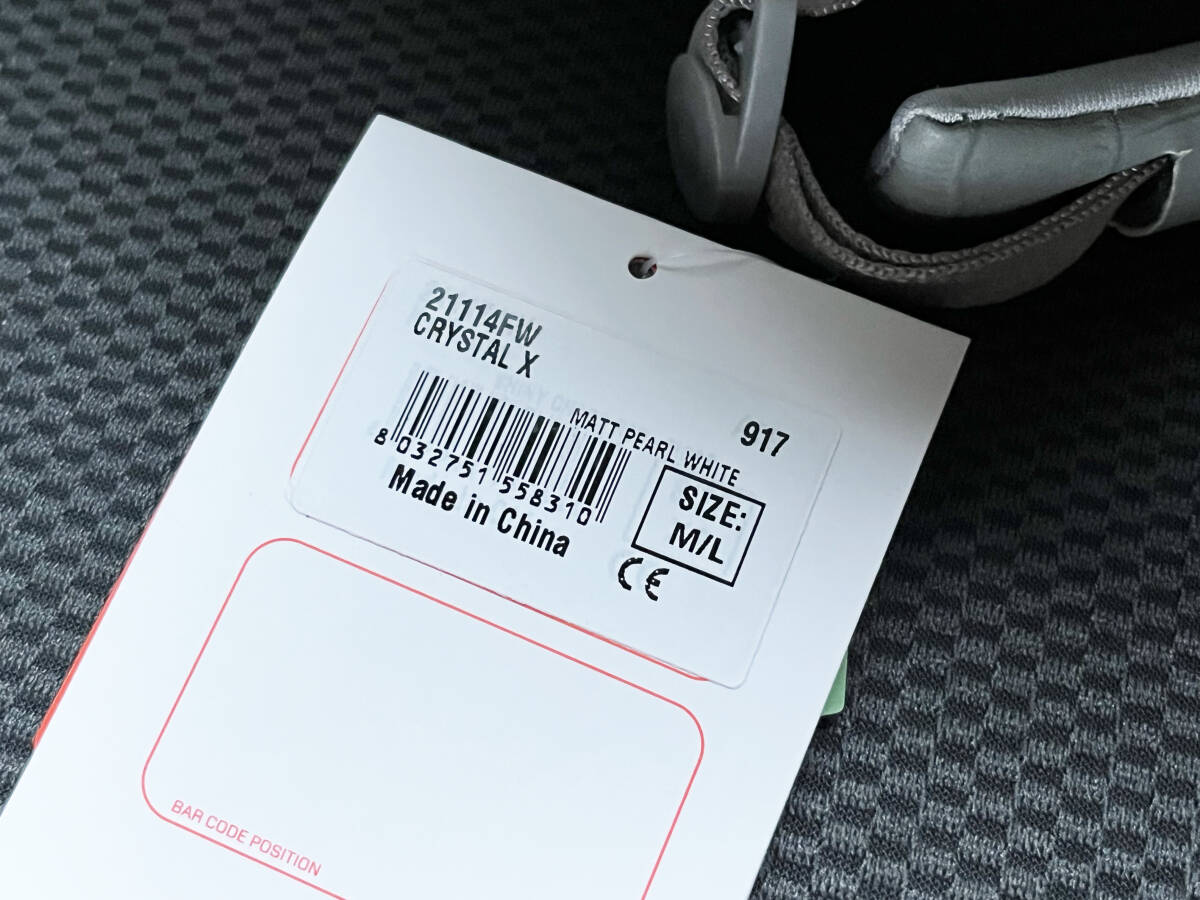 21114FW
CRYSTAL X
917
MATT PEARL WHITE
8 032751 558310
Made in China
SIZE:
M/L
CE
BAR CODE POSITION